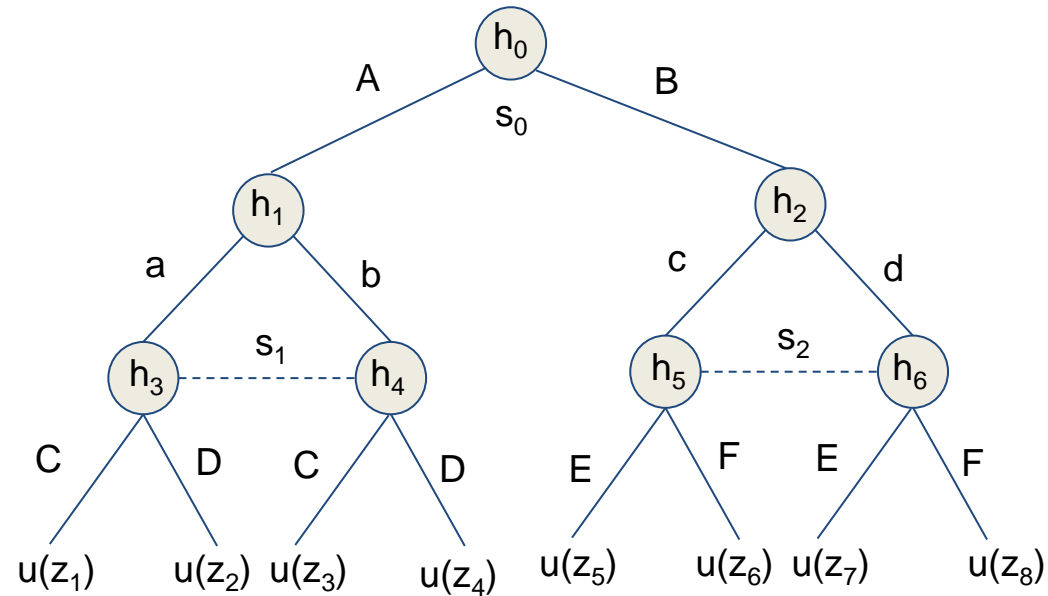 h₀
A B
s₀
h₁ h₂
a b c d
s₁ s₂
h₃ h₄ h₅ h₆
C D C D E F E F
u(z₁) u(z₂) u(z₃) u(z₄) u(z₅) u(z₆) u(z₇) u(z₈)